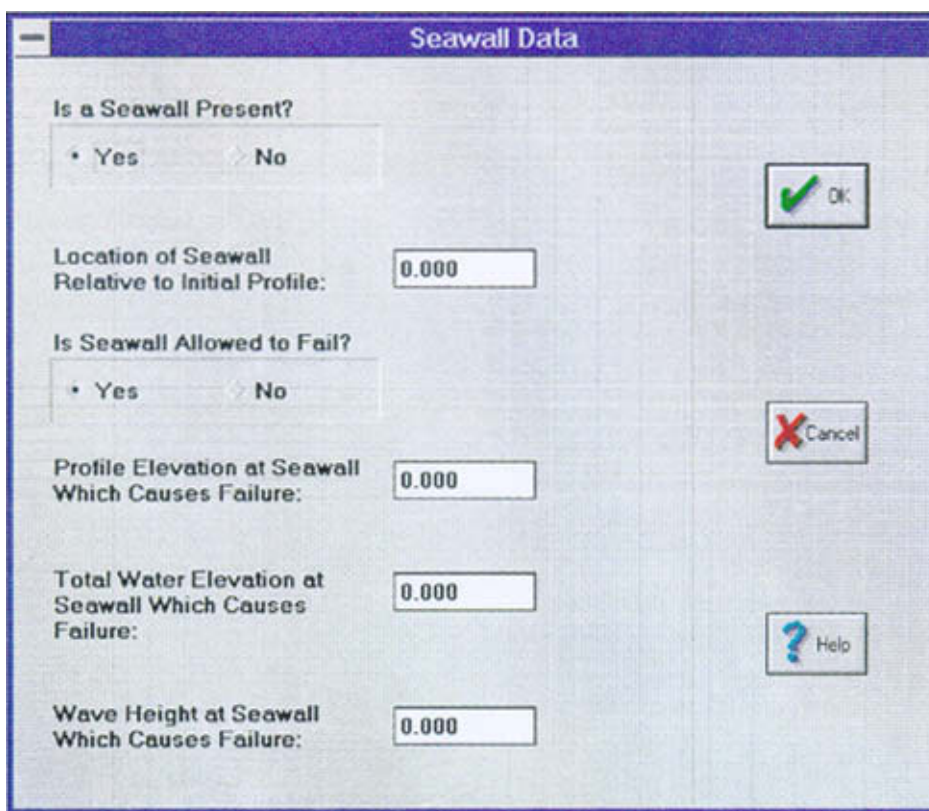 Seawall Data
Is a Seawall Present?
Yes No
OK
Location of Seawall
Relative to Initial Profile:
0.000
Is Seawall Allowed to Fail?
Yes No
Cancel
Profile Elevation at Seawall
Which Causes Failure:
0.000
Total Water Elevation at
Seawall Which Causes
Failure:
0.000
Help
Wave Height at Seawall
Which Causes Failure:
0.000